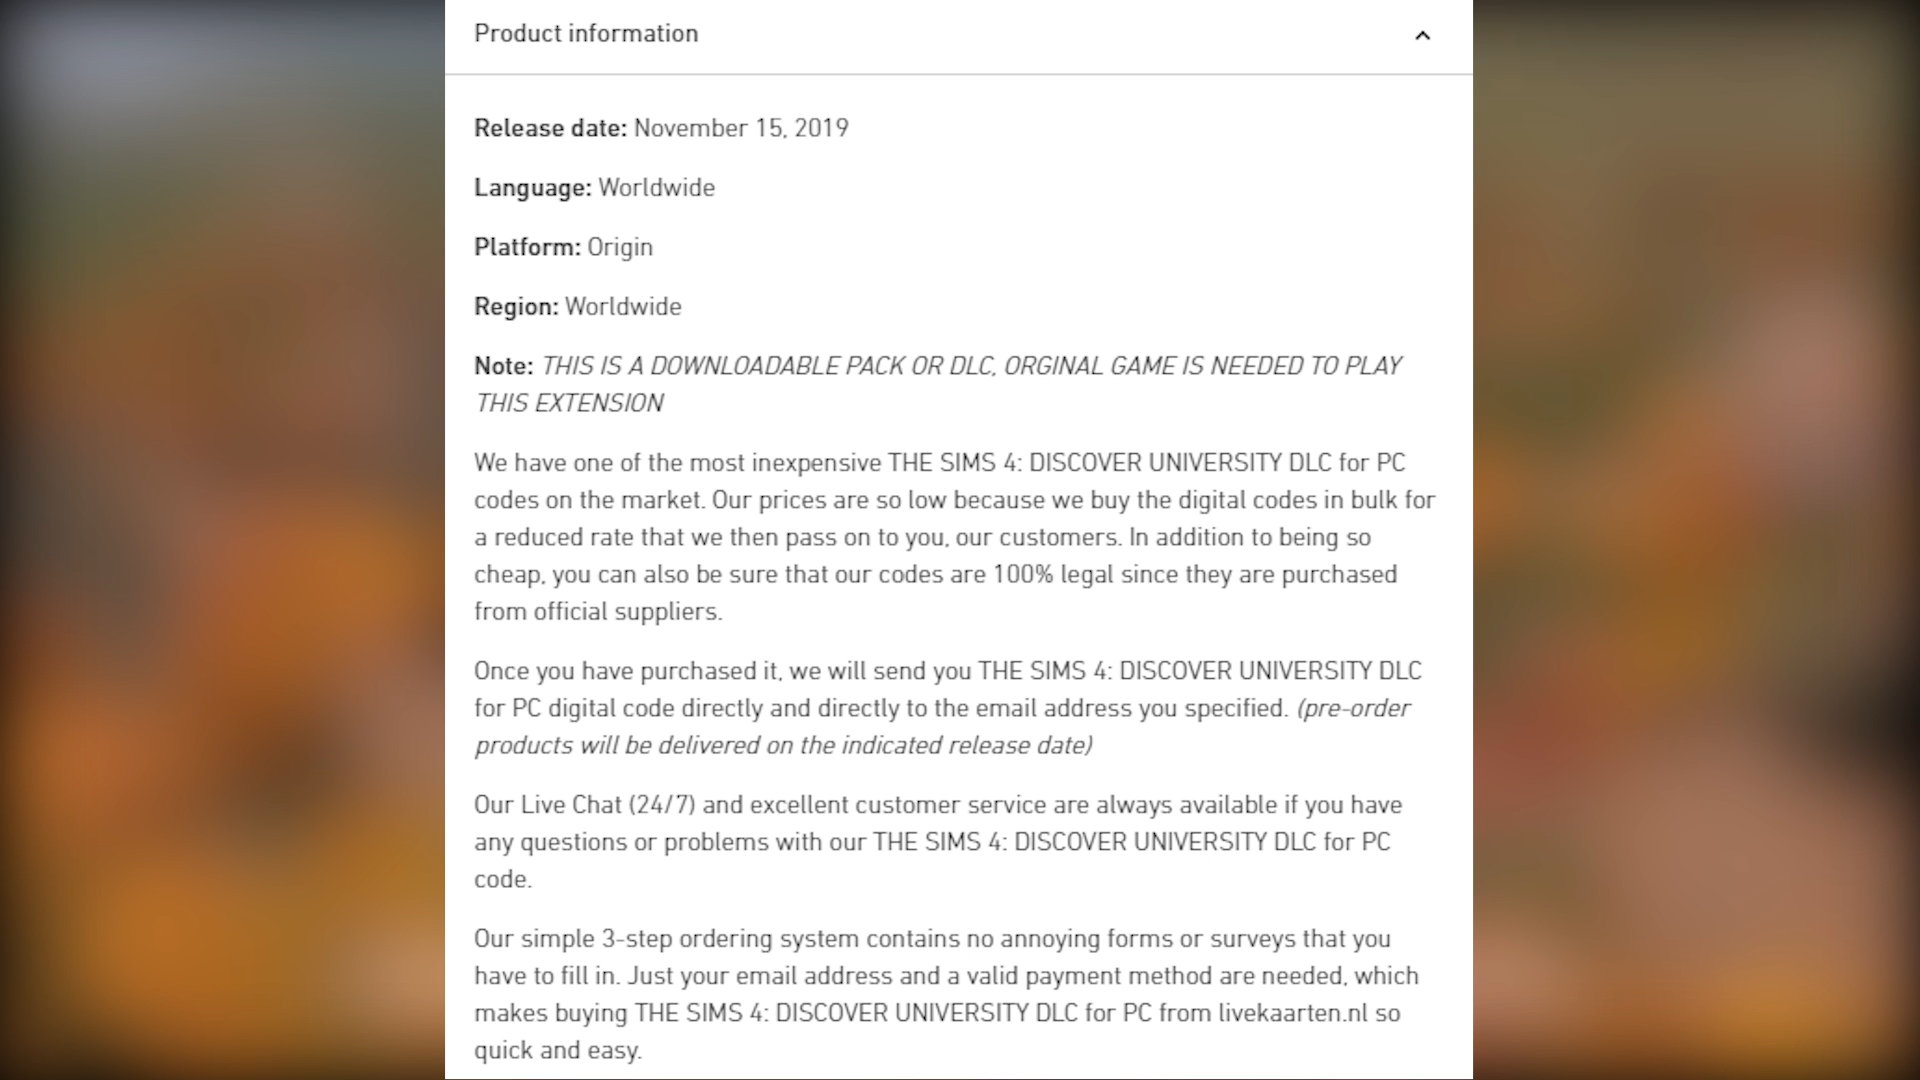 Product information
Release date: November 15, 2019
Language: Worldwide
Platform: Origin
Region: Worldwide
Note: THIS IS A DOWNLOADABLE PACK OR DLC, ORGINAL GAME IS NEEDED TO PLAY
THIS EXTENSION
We have one of the most inexpensive THE SIMS 4: DISCOVER UNIVERSITY DLC for PC
codes on the market. Our prices are so low because we buy the digital codes in bulk for
a reduced rate that we then pass on to you, our customers. In addition to being so
cheap, you can also be sure that our codes are 100% legal since they are purchased
from official suppliers.
Once you have purchased it, we will send you THE SIMS 4: DISCOVER UNIVERSITY DLC
for PC digital code directly and directly to the email address you specified. (pre-order
products will be delivered on the indicated release date)
Our Live Chat (24/7) and excellent customer service are always available if you have
any questions or problems with our THE SIMS 4: DISCOVER UNIVERSITY DLC for PC
code.
Our simple 3-step ordering system contains no annoying forms or surveys that you
have to fill in. Just your email address and a valid payment method are needed, which
makes buying THE SIMS 4: DISCOVER UNIVERSITY DLC for PC from livekaarten.nl so
quick and easy.